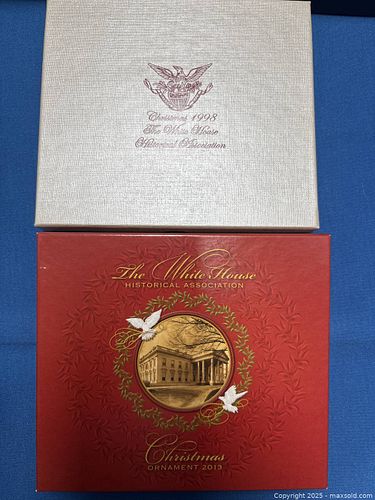 Christmas 1998
The White House
Historical Association
The White House
HISTORICAL ASSOCIATION
Christmas
ORNAMENT 2013
Copyright 2025 - maxsold.com